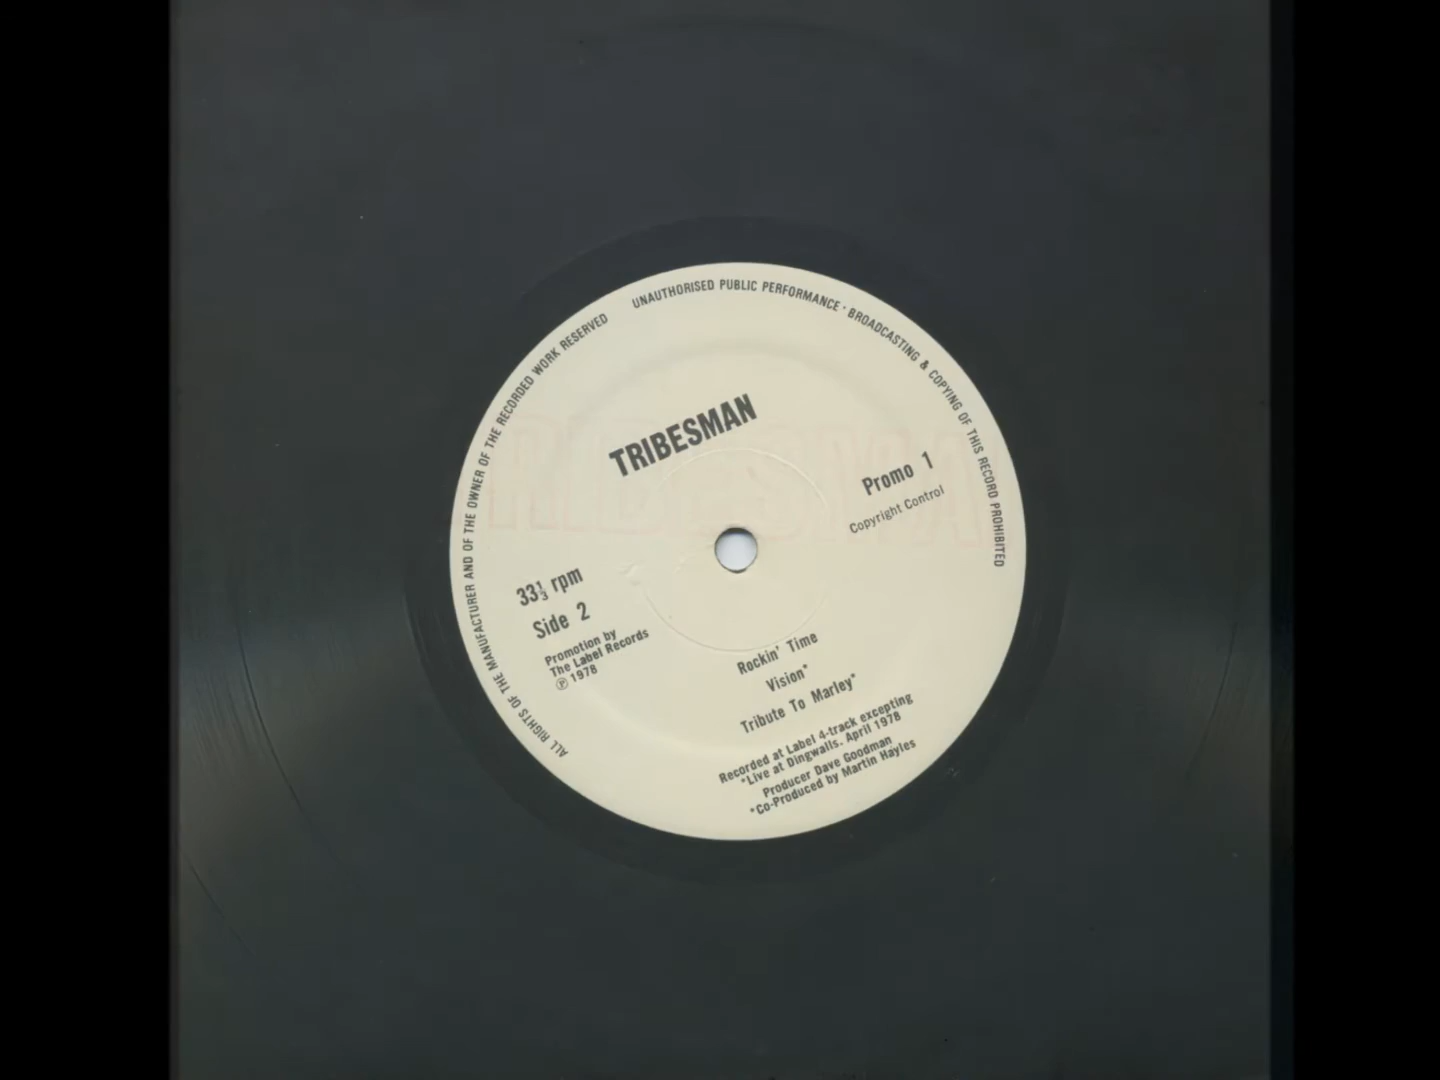 ALL RIGHTS OF THE MANUFACTURER AND OF THE OWNER OF THE RECORDED WORK RESERVED
UNAUTHORISED PUBLIC PERFORMANCE · BROADCASTING & COPYING OF THIS RECORD PROHIBITED
TRIBESMAN
Promo 1
Copyright Control
33⅓ rpm
Side 2
Promotion by
The Label Records
℗ 1978
Rockin' Time
Vision*
Tribute To Marley*
Recorded at Label 4-track excepting
*Live at Dingwalls. April 1978
Producer Dave Goodman
*Co-Produced by Martin Hayles